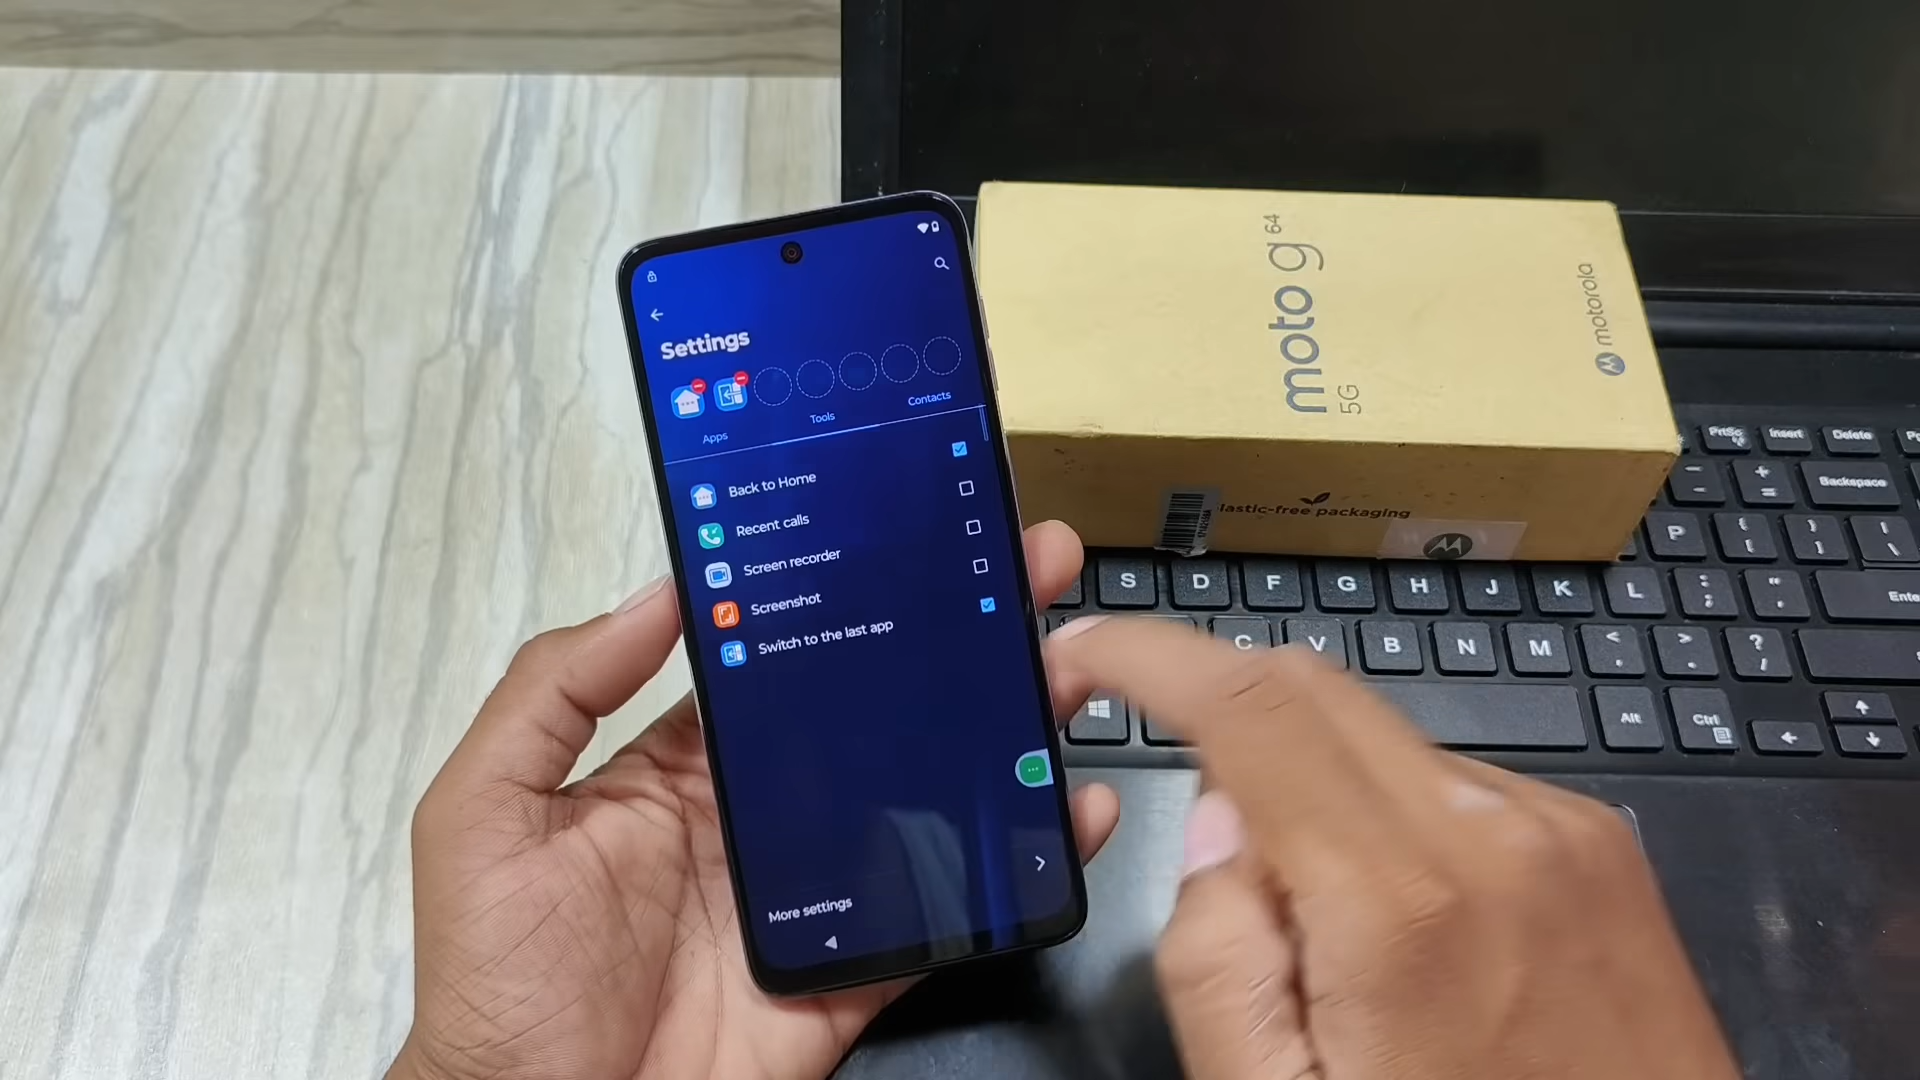 Settings
Apps
Tools
Contacts
Back to Home
Recent calls
Screen recorder
Screenshot
Switch to the last app
More settings
moto g 64
5G
motorola
lastic-free packaging
PrtSc
Insert
Delete
Backspace
P
Ente
S
D
F
G
H
J
K
L
C
V
B
N
M
Alt
Ctrl